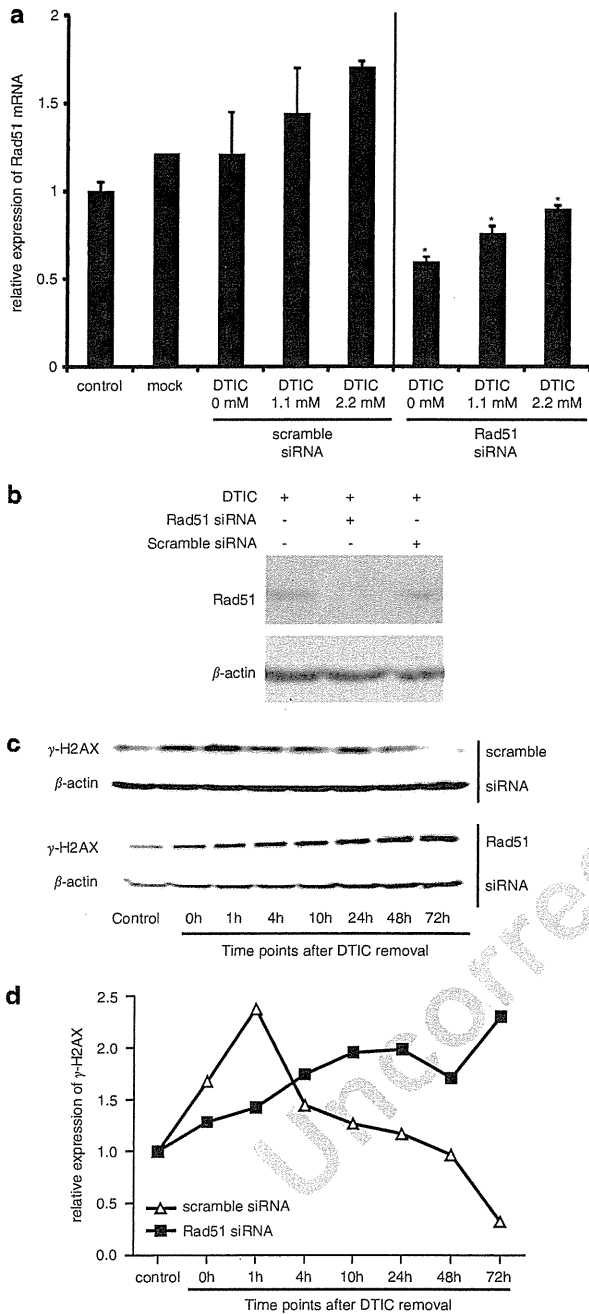 a
relative expression of Rad51 mRNA
2
1.5
1
0.5
0
*
*
*
control
mock
DTIC 0 mM
DTIC 1.1 mM
DTIC 2.2 mM
DTIC 0 mM
DTIC 1.1 mM
DTIC 2.2 mM
scramble siRNA
Rad51 siRNA
b
DTIC + + +
Rad51 siRNA - + -
Scramble siRNA - - +
Rad51
β-actin
c
γ-H2AX
β-actin
scramble
siRNA
γ-H2AX
β-actin
Rad51
siRNA
Control 0h 1h 4h 10h 24h 48h 72h
Time points after DTIC removal
d
relative expression of γ-H2AX
2.5
2.0
1.5
1.0
0.5
0.0
scramble siRNA
Rad51 siRNA
control 0h 1h 4h 10h 24h 48h 72h
Time points after DTIC removal
Uncorre